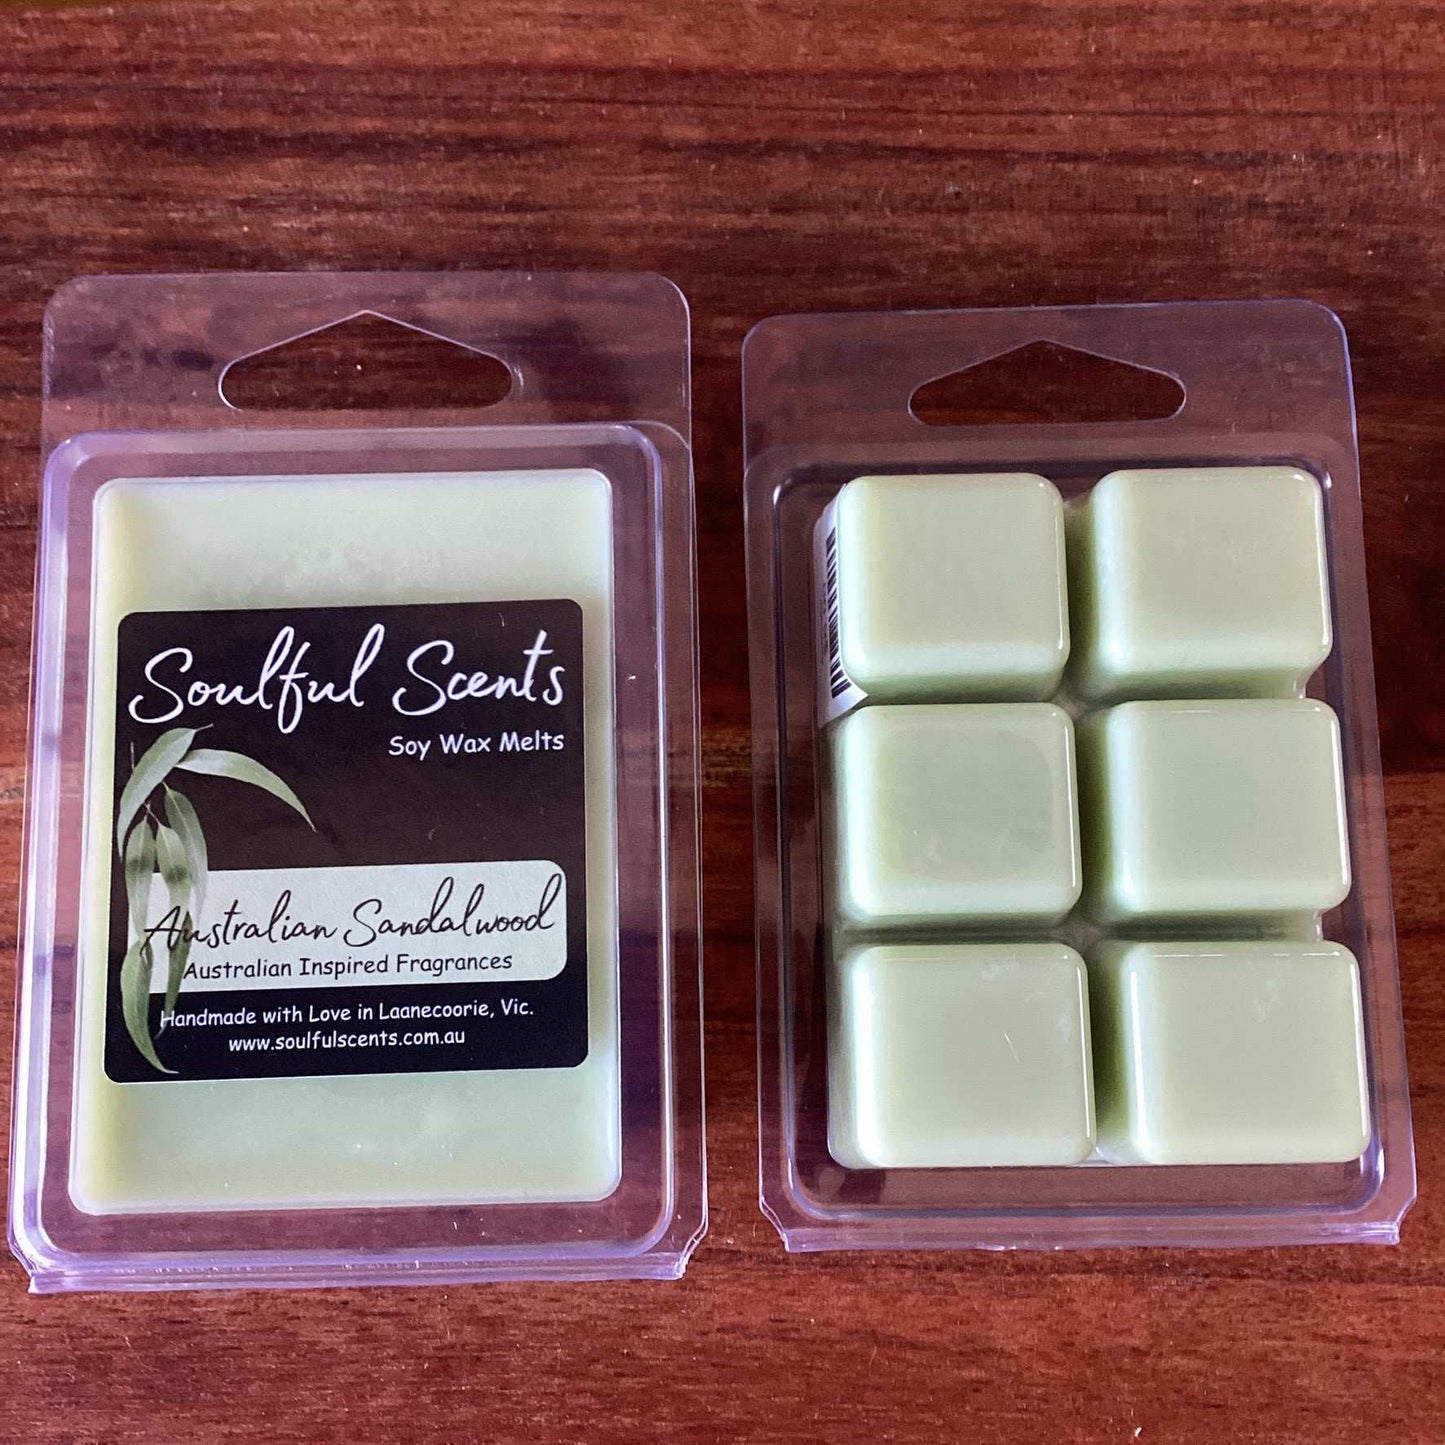 Soulful Scents
Soy Wax Melts
Australian Sandalwood
Australian Inspired Fragrances
Handmade with Love in Laanecoorie, Vic.
www.soulfulscents.com.au